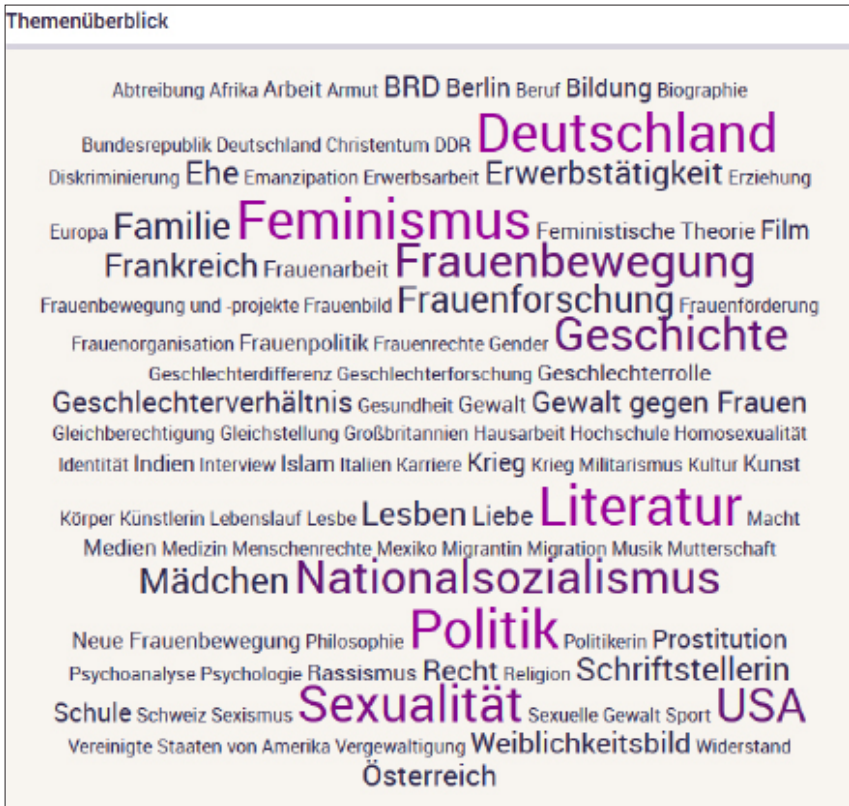 Themenüberblick
Abtreibung Afrika Arbeit Armut BRD Berlin Beruf Bildung Biographie
Bundesrepublik Deutschland Christentum DDR Deutschland
Diskriminierung Ehe Emanzipation Erwerbsarbeit Erwerbstätigkeit Erziehung
Europa Familie Feminismus Feministische Theorie Film
Frankreich Frauenarbeit Frauenbewegung
Frauenbewegung und -projekte Frauenbild Frauenforschung Frauenförderung
Frauenorganisation Frauenpolitik Frauenrechte Gender Geschichte
Geschlechterdifferenz Geschlechterforschung Geschlechterrolle
Geschlechterverhältnis Gesundheit Gewalt Gewalt gegen Frauen
Gleichberechtigung Gleichstellung Großbritannien Hausarbeit Hochschule Homosexualität
Identität Indien Interview Islam Italien Karriere Krieg Krieg Militarismus Kultur Kunst
Körper Künstlerin Lebenslauf Lesbe Lesben Liebe Literatur Macht
Medien Medizin Menschenrechte Mexiko Migrantin Migration Musik Mutterschaft
Mädchen Nationalsozialismus
Neue Frauenbewegung Philosophie Politik Politikerin Prostitution
Psychoanalyse Psychologie Rassismus Recht Religion Schriftstellerin
Schule Schweiz Sexismus Sexualität Sexuelle Gewalt Sport USA
Vereinigte Staaten von Amerika Vergewaltigung Weiblichkeitsbild Widerstand
Österreich